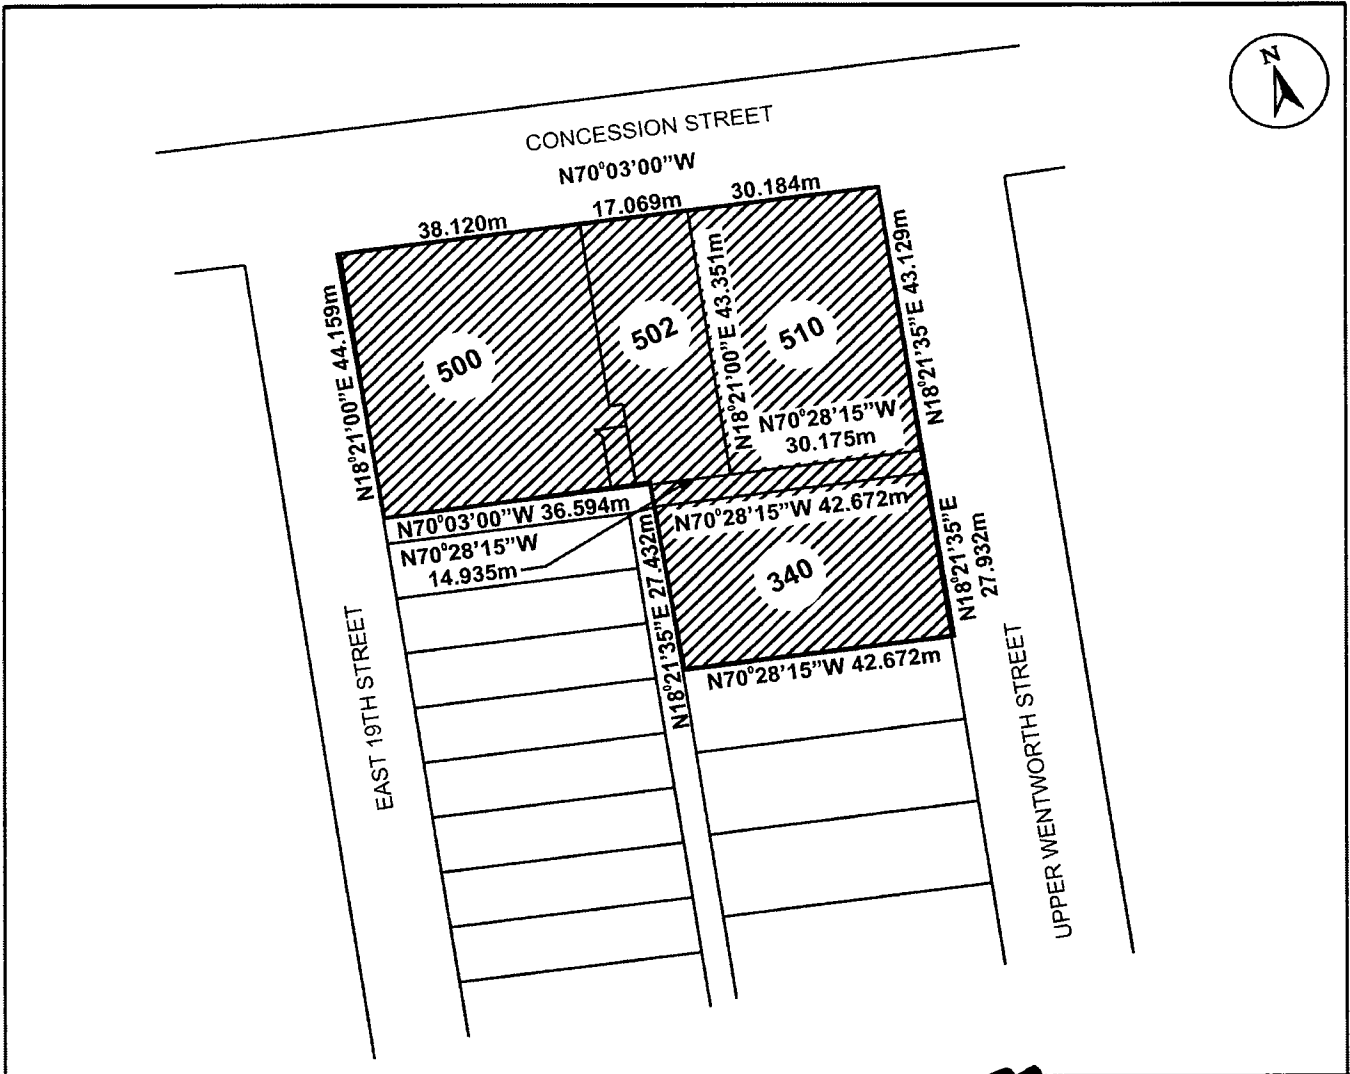 N
CONCESSION STREET
N70°03'00"W
38.120m
17.069m
30.184m
N18°21'00"E 44.159m
500
502
N18°21'00"E 43.351m
510
N18°21'35"E 43.129m
N70°28'15"W
30.175m
N70°03'00"W 36.594m
N70°28'15"W
14.935m
N70°28'15"W 42.672m
N18°21'35"E 27.432m
340
N18°21'35"E
27.932m
N70°28'15"W 42.672m
EAST 19TH STREET
UPPER WENTWORTH STREET